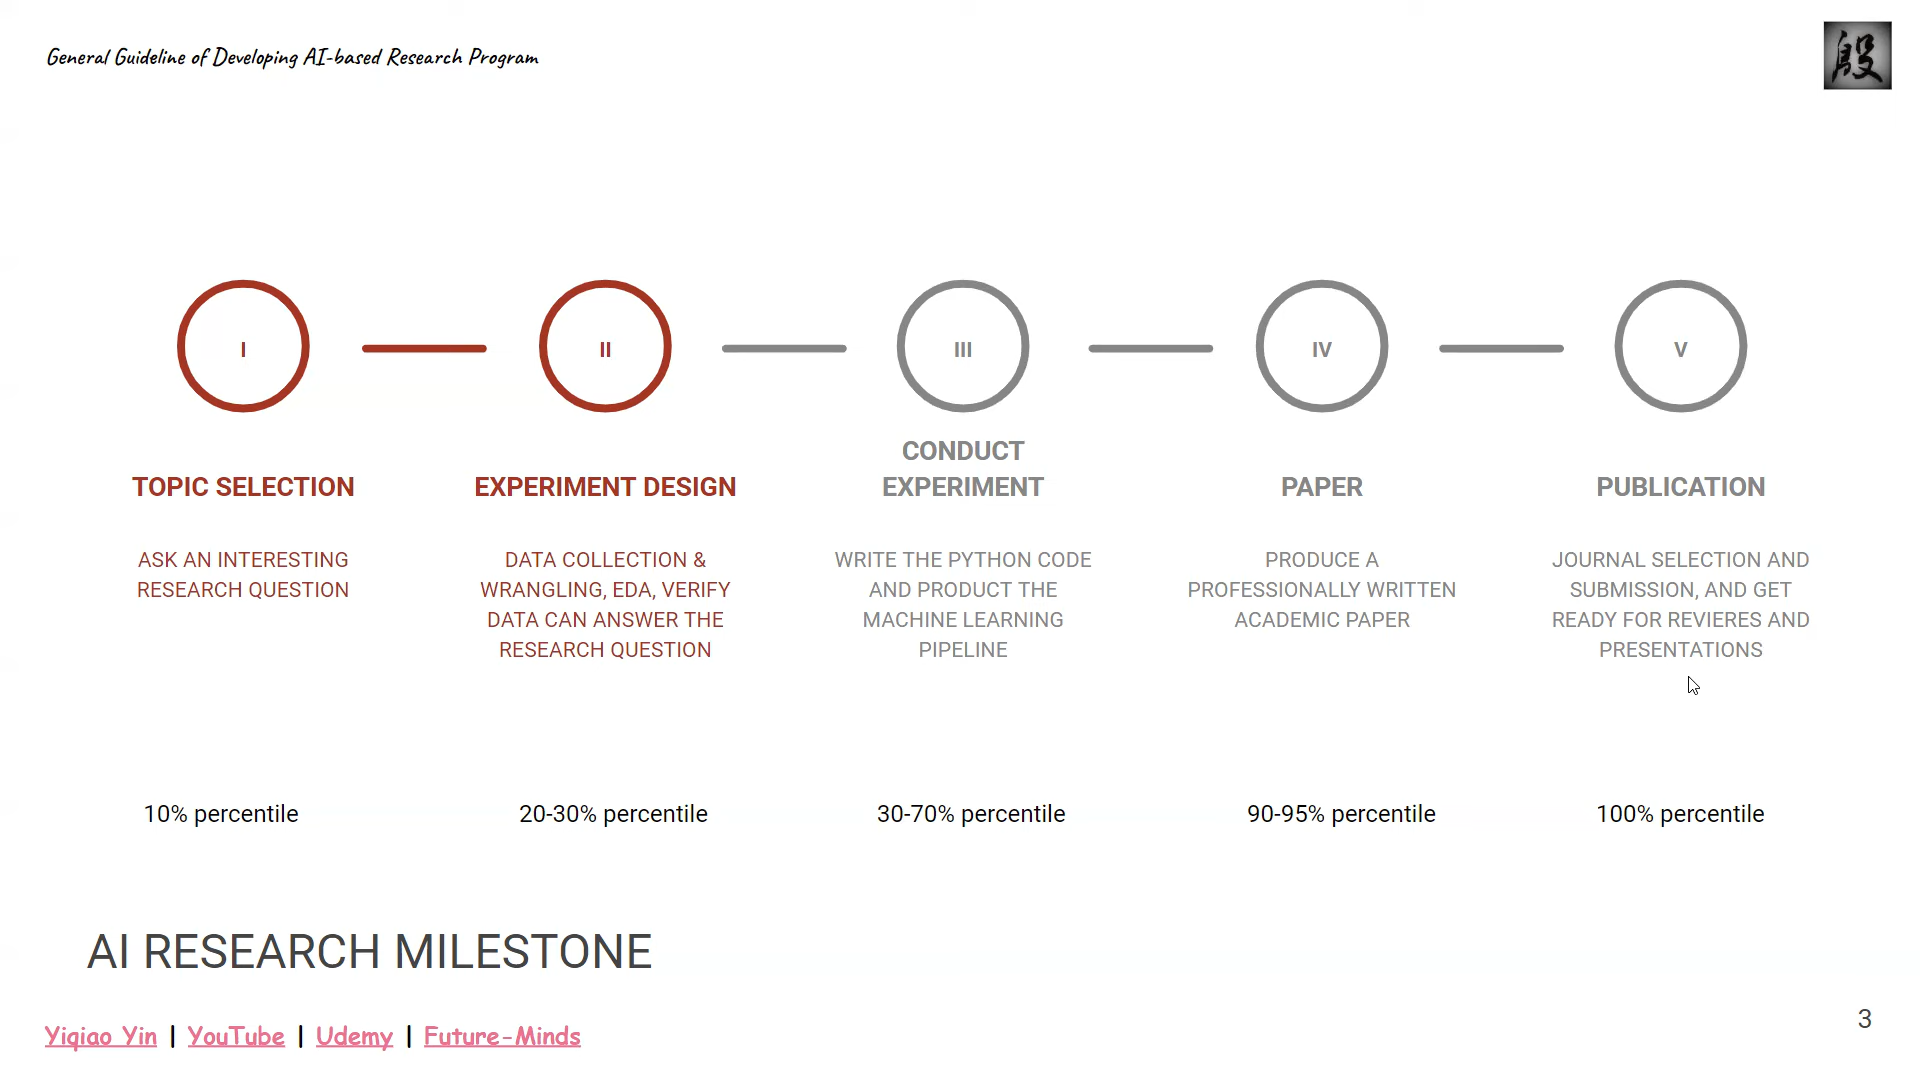 General Guideline of Developing AI-based Research Program
殷
I
II
III
IV
V
TOPIC SELECTION
ASK AN INTERESTING
RESEARCH QUESTION
EXPERIMENT DESIGN
DATA COLLECTION &
WRANGLING, EDA, VERIFY
DATA CAN ANSWER THE
RESEARCH QUESTION
CONDUCT
EXPERIMENT
WRITE THE PYTHON CODE
AND PRODUCT THE
MACHINE LEARNING
PIPELINE
PAPER
PRODUCE A
PROFESSIONALLY WRITTEN
ACADEMIC PAPER
PUBLICATION
JOURNAL SELECTION AND
SUBMISSION, AND GET
READY FOR REVIERES AND
PRESENTATIONS
10% percentile
20-30% percentile
30-70% percentile
90-95% percentile
100% percentile
AI RESEARCH MILESTONE
Yiqiao Yin | YouTube | Udemy | Future-Minds
3